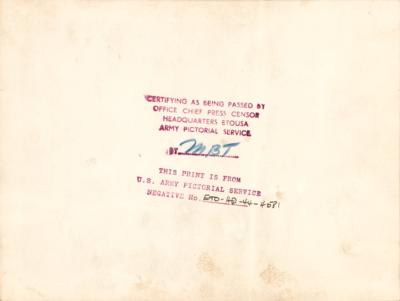 CERTIFYING AS BEING PASSED BY
OFFICE CHIEF PRESS CENSOR
HEADQUARTERS ETOUSA
ARMY PICTORIAL SERVICE
BY MBT
THIS PRINT IS FROM
U.S. ARMY PICTORIAL SERVICE
NEGATIVE No. ETO-HQ-44-4581